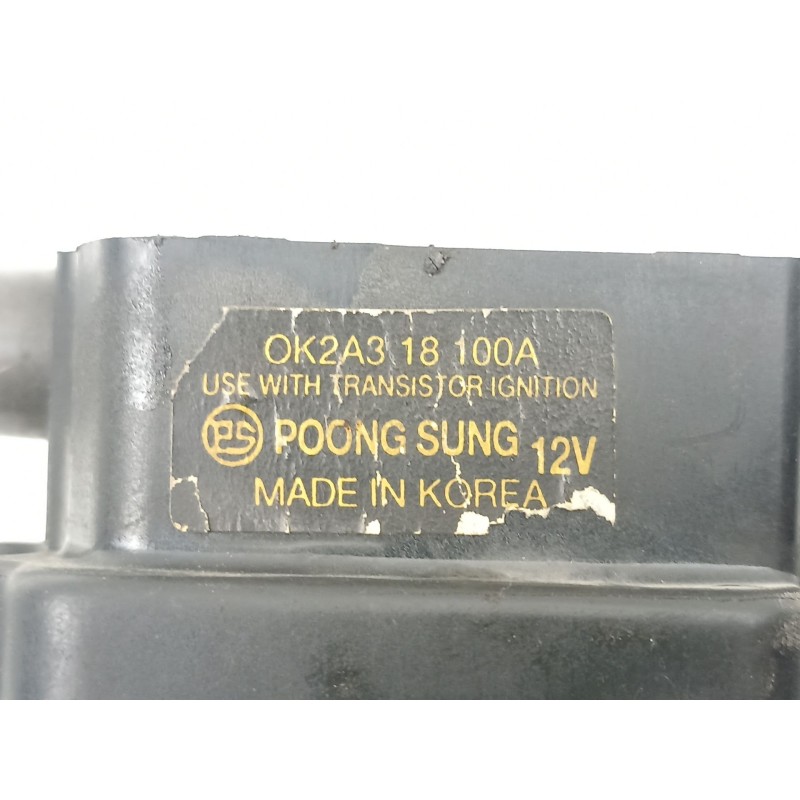 OK2A3 18 100A
USE WITH TRANSISTOR IGNITION
PS POONG SUNG 12V
MADE IN KOREA